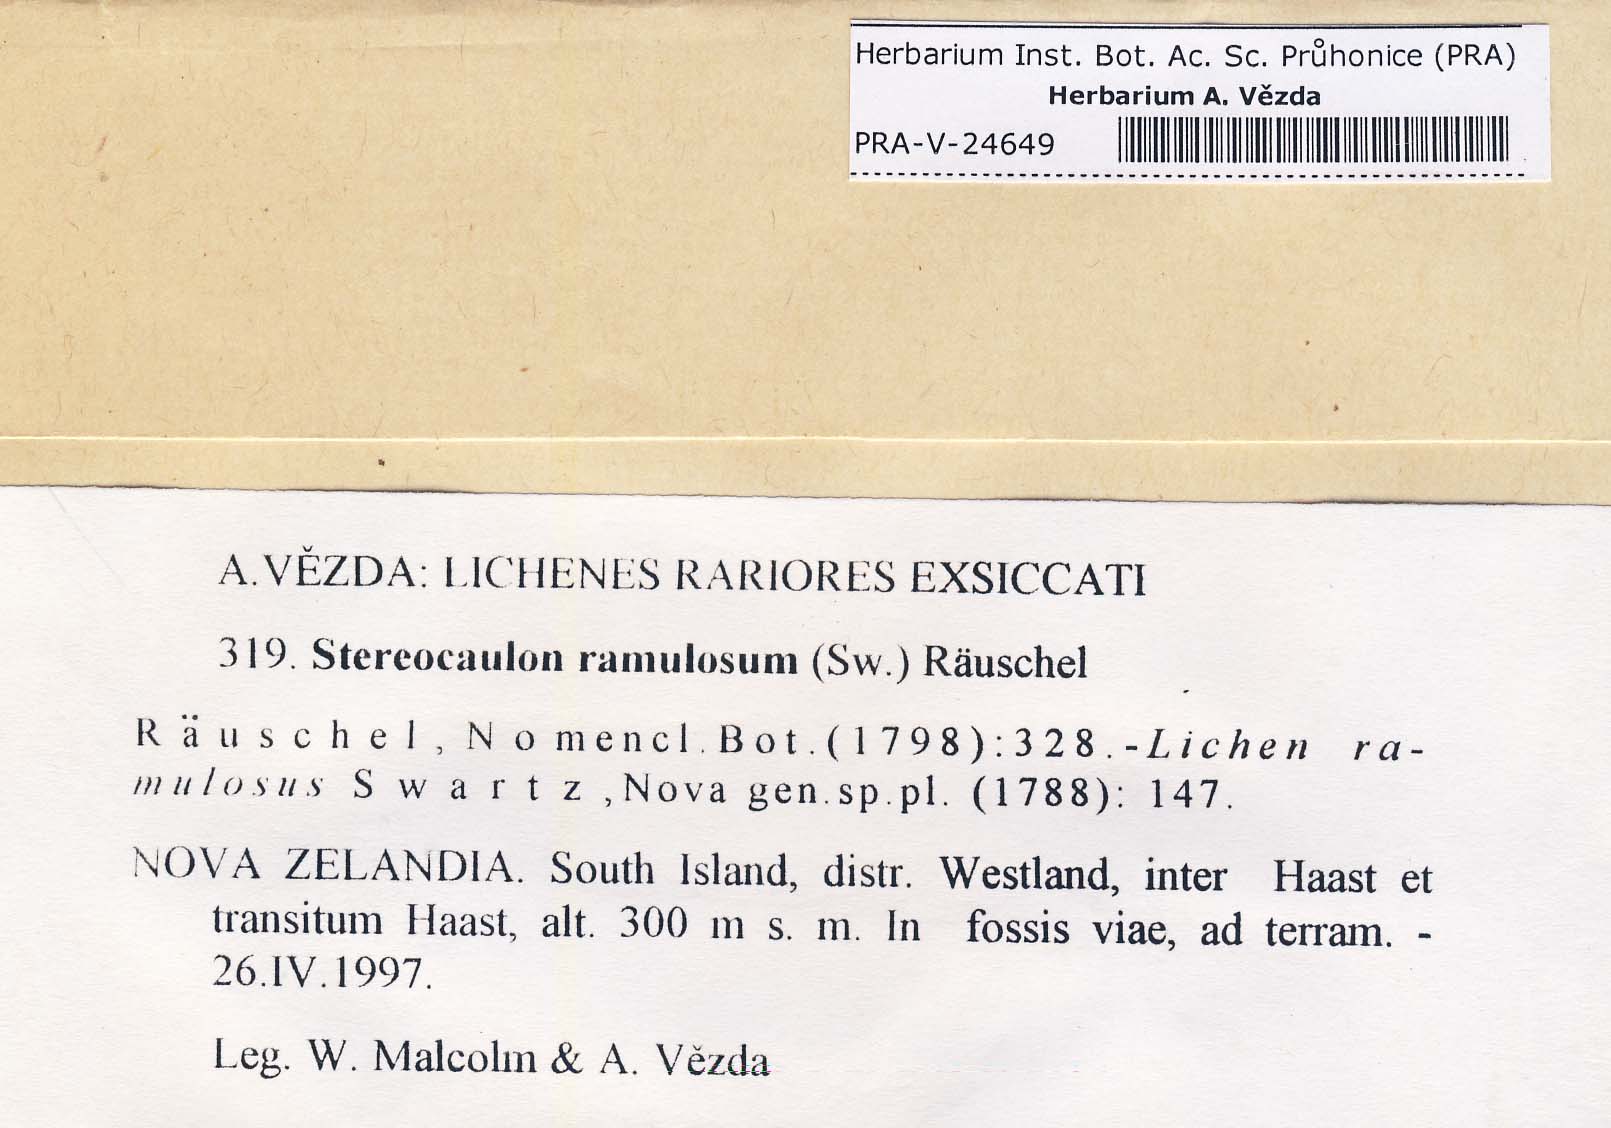 Herbarium Inst. Bot. Ac. Sc. Průhonice (PRA)
Herbarium A. Vězda
PRA-V-24649
A.VĚZDA: LICHENES RARIORES EXSICCATI
319. Stereocaulon ramulosum (Sw.) Räuschel
Räuschel, Nomencl.Bot.(1798):328.-Lichen ra-
mulosus Swartz,Nova gen.sp.pl. (1788): 147.
NOVA ZELANDIA. South Island, distr. Westland, inter Haast et
transitum Haast, alt. 300 m s. m. In fossis viae, ad terram. -
26.IV.1997.
Leg. W. Malcolm & A. Vězda